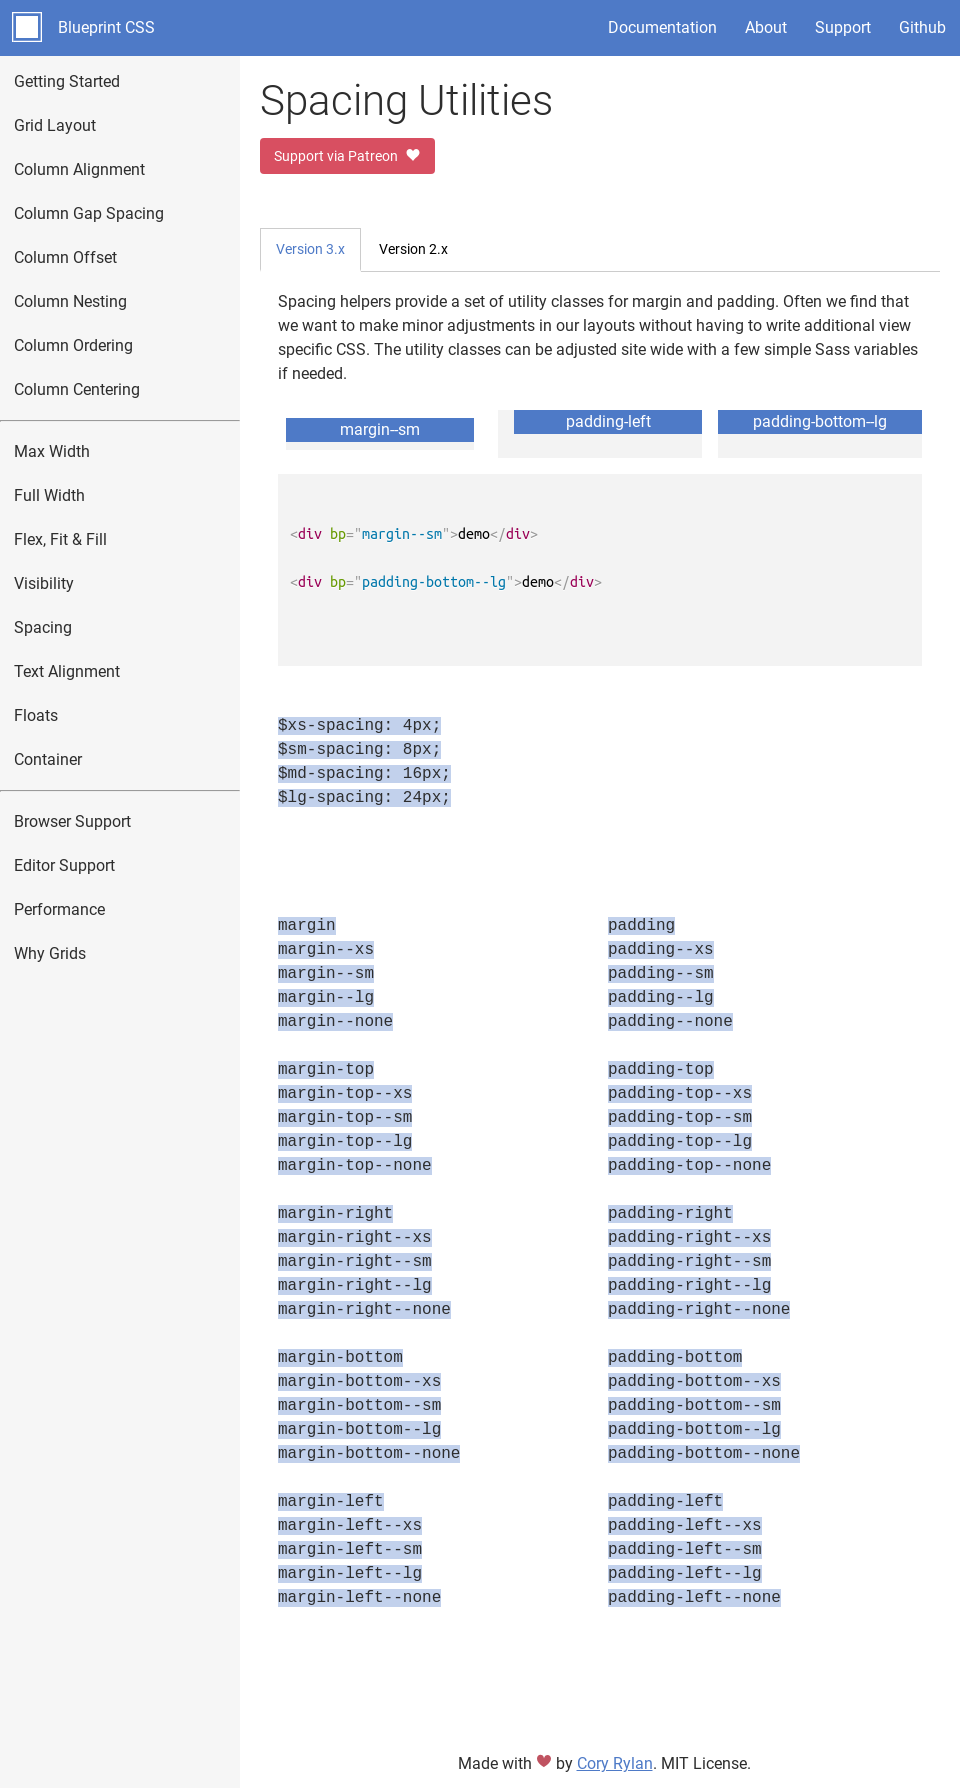 Blueprint CSS
Documentation
About
Support
Github
Getting Started
Grid Layout
Column Alignment
Column Gap Spacing
Column Offset
Column Nesting
Column Ordering
Column Centering
Max Width
Full Width
Flex, Fit & Fill
Visibility
Spacing
Text Alignment
Floats
Container
Browser Support
Editor Support
Performance
Why Grids
Spacing Utilities
Support via Patreon
Version 3.x
Version 2.x
Spacing helpers provide a set of utility classes for margin and padding. Often we find that
we want to make minor adjustments in our layouts without having to write additional view
specific CSS. The utility classes can be adjusted site wide with a few simple Sass variables
if needed.
margin--sm
padding-left
padding-bottom--lg
<div bp="margin--sm">demo</div>
<div bp="padding-bottom--lg">demo</div>
$xs-spacing: 4px;
$sm-spacing: 8px;
$md-spacing: 16px;
$lg-spacing: 24px;
margin
margin--xs
margin--sm
margin--lg
margin--none
margin-top
margin-top--xs
margin-top--sm
margin-top--lg
margin-top--none
margin-right
margin-right--xs
margin-right--sm
margin-right--lg
margin-right--none
margin-bottom
margin-bottom--xs
margin-bottom--sm
margin-bottom--lg
margin-bottom--none
margin-left
margin-left--xs
margin-left--sm
margin-left--lg
margin-left--none
padding
padding--xs
padding--sm
padding--lg
padding--none
padding-top
padding-top--xs
padding-top--sm
padding-top--lg
padding-top--none
padding-right
padding-right--xs
padding-right--sm
padding-right--lg
padding-right--none
padding-bottom
padding-bottom--xs
padding-bottom--sm
padding-bottom--lg
padding-bottom--none
padding-left
padding-left--xs
padding-left--sm
padding-left--lg
padding-left--none
Made with ♥ by Cory Rylan. MIT License.